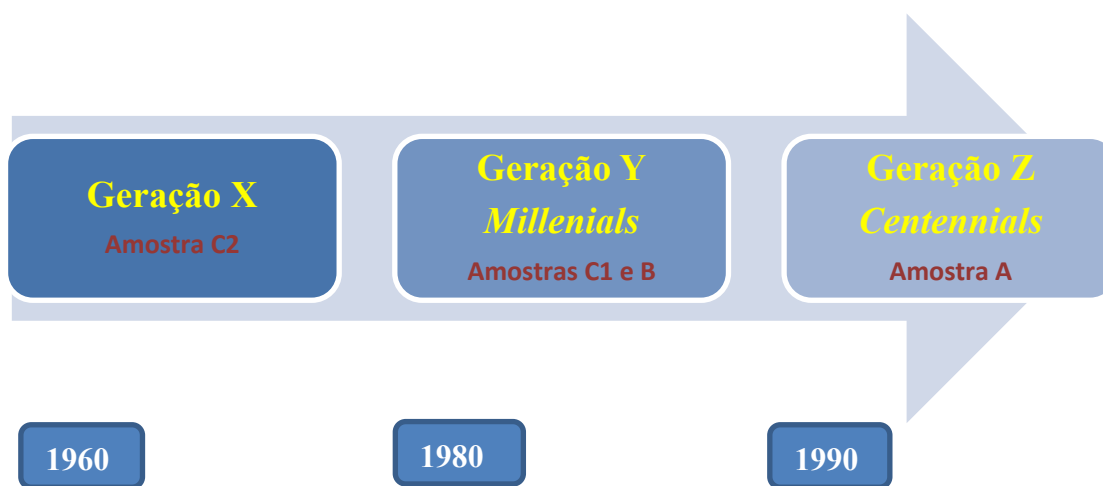 Geração X
Amostra C2
Geração Y
Millenials
Amostras C1 e B
Geração Z
Centennials
Amostra A
1960
1980
1990